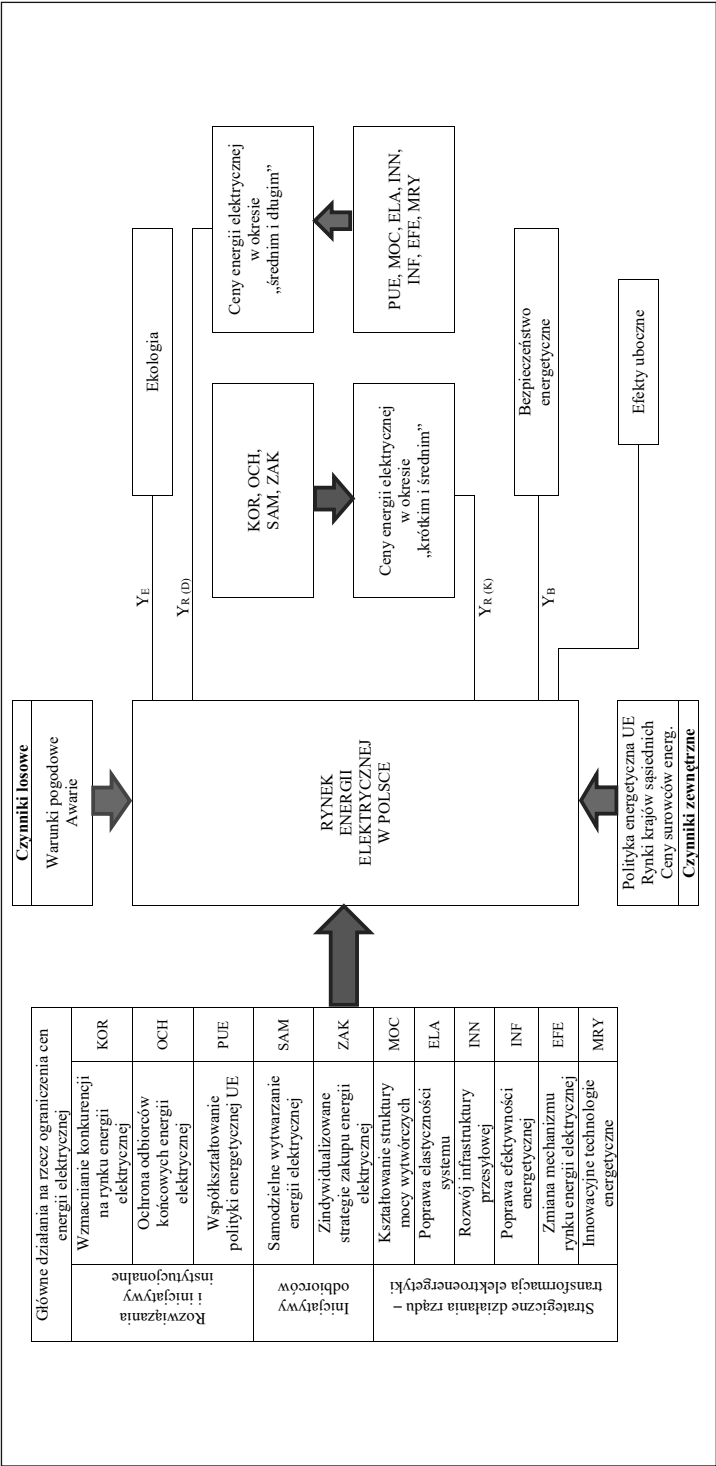 Główne działania na rzecz ograniczenia cen
energii elektrycznej
Rozwiązania
i inicjatywy
instytucjonalne
Wzmacnianie konkurencji
na rynku energii
elektrycznej
KOR
Ochrona odbiorców
końcowych energii
elektrycznej
OCH
Współkształtowanie
polityki energetycznej UE
PUE
Inicjatywy
odbiorców
Samodzielne wytwarzanie
energii elektrycznej
SAM
Zindywidualizowane
strategie zakupu energii
elektrycznej
ZAK
Strategiczne działania rządu –
transformacja elektroenergetyki
Kształtowanie struktury
mocy wytwórczych
MOC
Poprawa elastyczności
systemu
ELA
Rozwój infrastruktury
przesyłowej
INN
Poprawa efektywności
energetycznej
INF
Zmiana mechanizmu
rynku energii elektrycznej
EFE
Innowacyjne technologie
energetyczne
MRY
Czynniki losowe
Warunki pogodowe
Awarie
RYNEK
ENERGII
ELEKTRYCZNEJ
W POLSCE
Polityka energetyczna UE
Rynki krajów sąsiednich
Ceny surowców energ.
Czynniki zewnętrzne
YE
Ekologia
YR (D)
Ceny energii elektrycznej
w okresie
„średnim i długim”
PUE, MOC, ELA, INN,
INF, EFE, MRY
KOR, OCH,
SAM, ZAK
Ceny energii elektrycznej
w okresie
„krótkim i średnim”
YR (K)
YB
Bezpieczeństwo
energetyczne
Efekty uboczne